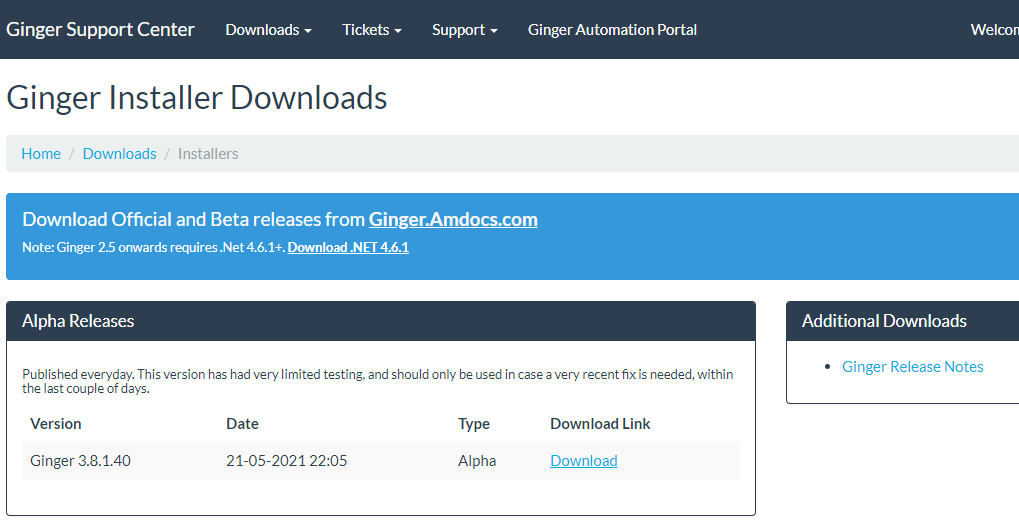 Ginger Support Center Downloads Tickets Support Ginger Automation Portal
Ginger Installer Downloads
Home / Downloads / Installers
Download Official and Beta releases from Ginger.Amdocs.com
Note: Ginger 2.5 onwards requires .Net 4.6.1+. Download .NET 4.6.1
Alpha Releases
Published everyday. This version has had very limited testing, and should only be used in case a very recent fix is needed, within
the last couple of days.
Version Date Type Download Link
Ginger 3.8.1.40 21-05-2021 22:05 Alpha Download
Additional Downloads
Ginger Release Notes